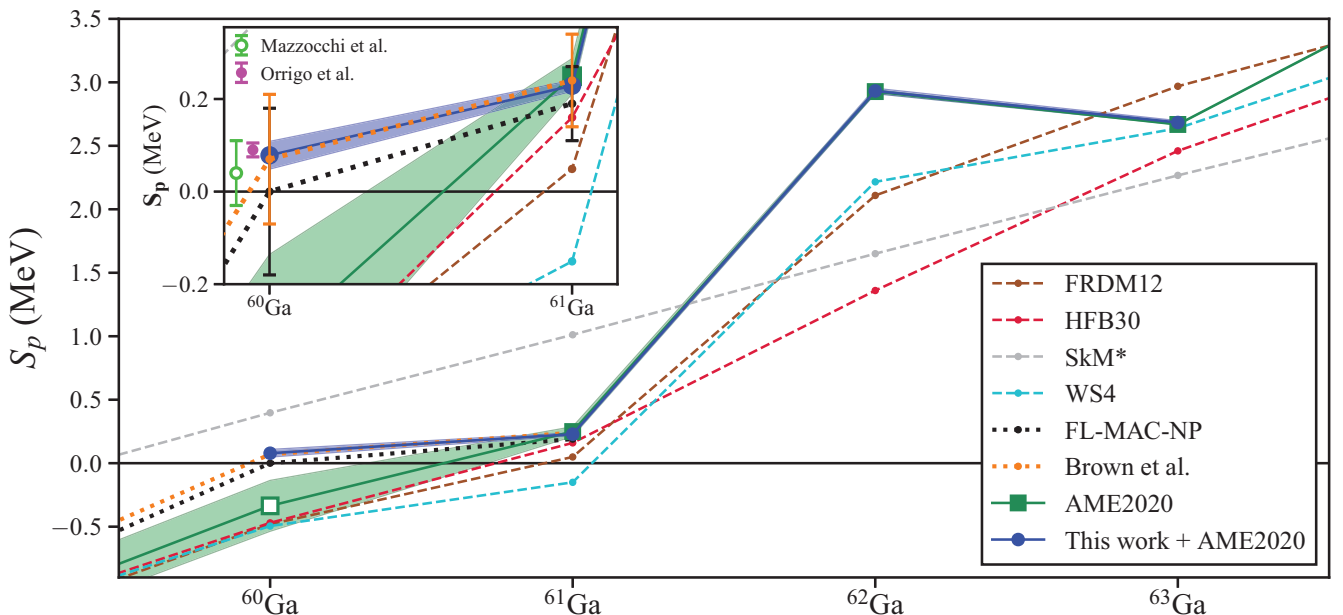 3.5
3.0
2.5
2.0
1.5
1.0
0.5
0.0
−0.5
S_p (MeV)
Mazzocchi et al.
Orrigo et al.
0.2
0.0
−0.2
S_p (MeV)
⁶⁰Ga
⁶¹Ga
FRDM12
HFB30
SkM*
WS4
FL-MAC-NP
Brown et al.
AME2020
This work + AME2020
⁶⁰Ga
⁶¹Ga
⁶²Ga
⁶³Ga